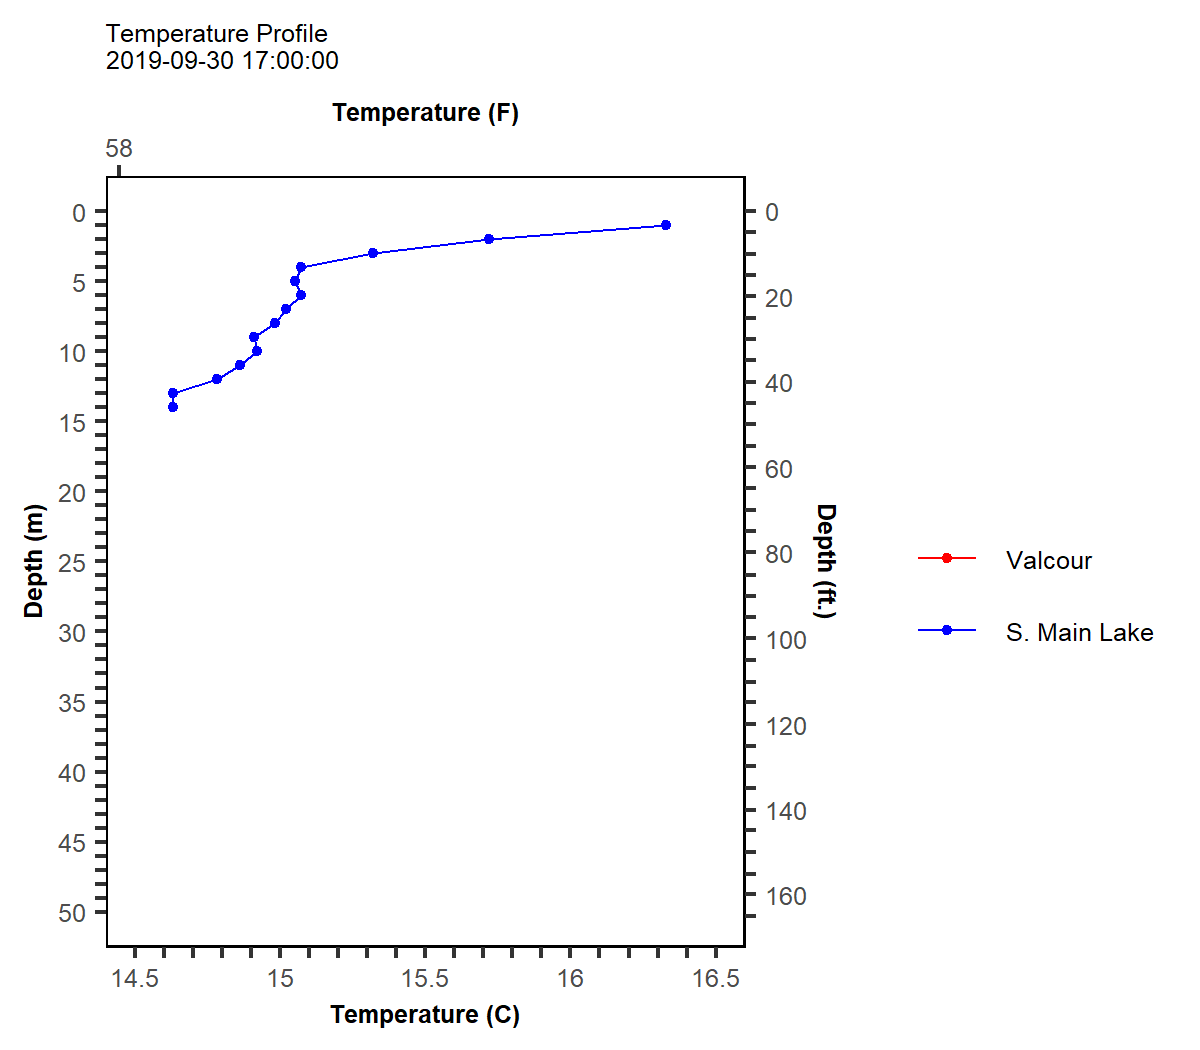 Temperature Profile
2019-09-30 17:00:00
Temperature (F)
58
0
5
10
15
20
25
30
35
40
45
50
Depth (m)
0
20
40
60
80
100
120
140
160
Depth (ft.)
Valcour
S. Main Lake
14.5 15 15.5 16 16.5
Temperature (C)